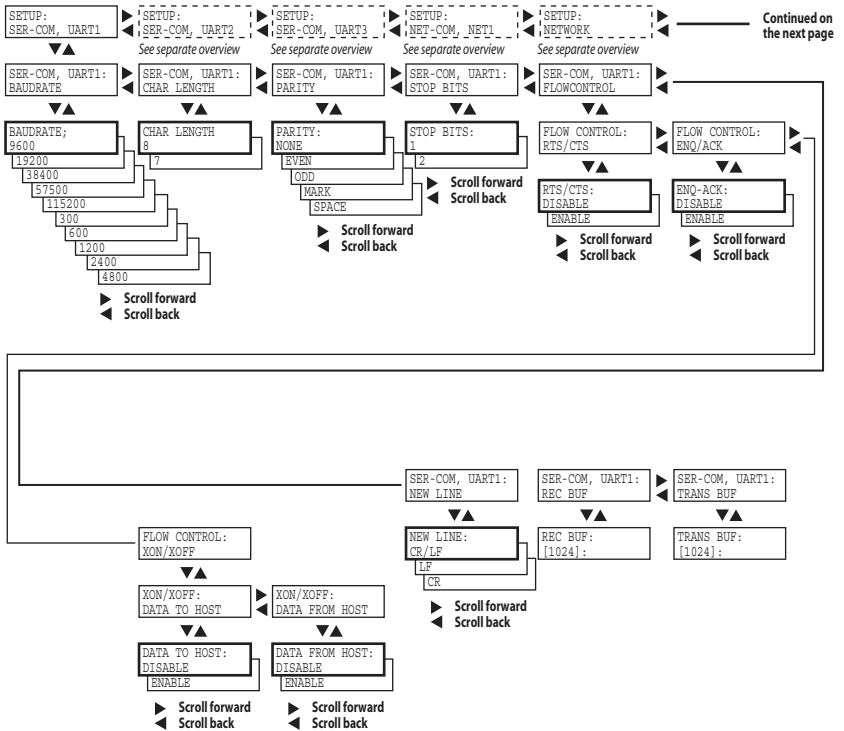 SETUP:
SER-COM, UART1
SETUP:
SER-COM, UART2
SETUP:
SER-COM, UART3
SETUP:
NET-COM, NET1
SETUP:
NETWORK
Continued on
the next page
See separate overview
See separate overview
See separate overview
See separate overview
SER-COM, UART1:
BAUDRATE
SER-COM, UART1:
CHAR LENGTH
SER-COM, UART1:
PARITY
SER-COM, UART1:
STOP BITS
SER-COM, UART1:
FLOWCONTROL
BAUDRATE;
9600
19200
38400
57500
115200
300
600
1200
2400
4800
Scroll forward
Scroll back
CHAR LENGTH
8
7
PARITY:
NONE
EVEN
ODD
MARK
SPACE
Scroll forward
Scroll back
STOP BITS:
1
2
Scroll forward
Scroll back
FLOW CONTROL:
RTS/CTS
RTS/CTS:
DISABLE
ENABLE
Scroll forward
Scroll back
FLOW CONTROL:
ENQ/ACK
ENQ-ACK:
DISABLE
ENABLE
Scroll forward
Scroll back
SER-COM, UART1:
NEW LINE
NEW LINE:
CR/LF
LF
CR
Scroll forward
Scroll back
SER-COM, UART1:
REC BUF
REC BUF:
[1024]:
SER-COM, UART1:
TRANS BUF
TRANS BUF:
[1024]:
FLOW CONTROL:
XON/XOFF
XON/XOFF:
DATA TO HOST
XON/XOFF:
DATA FROM HOST
DATA TO HOST:
DISABLE
ENABLE
Scroll forward
Scroll back
DATA FROM HOST:
DISABLE
ENABLE
Scroll forward
Scroll back